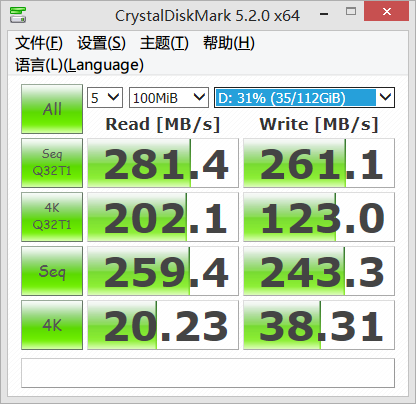 CrystalDiskMark 5.2.0 x64
文件(F) 设置(S) 主题(T) 帮助(H)
语言(L)(Language)
All 5 100MiB D: 31% (35/112GiB)
Read [MB/s] Write [MB/s]
Seq Q32T1 281.4 261.1
4K Q32T1 202.1 123.0
Seq 259.4 243.3
4K 20.23 38.31